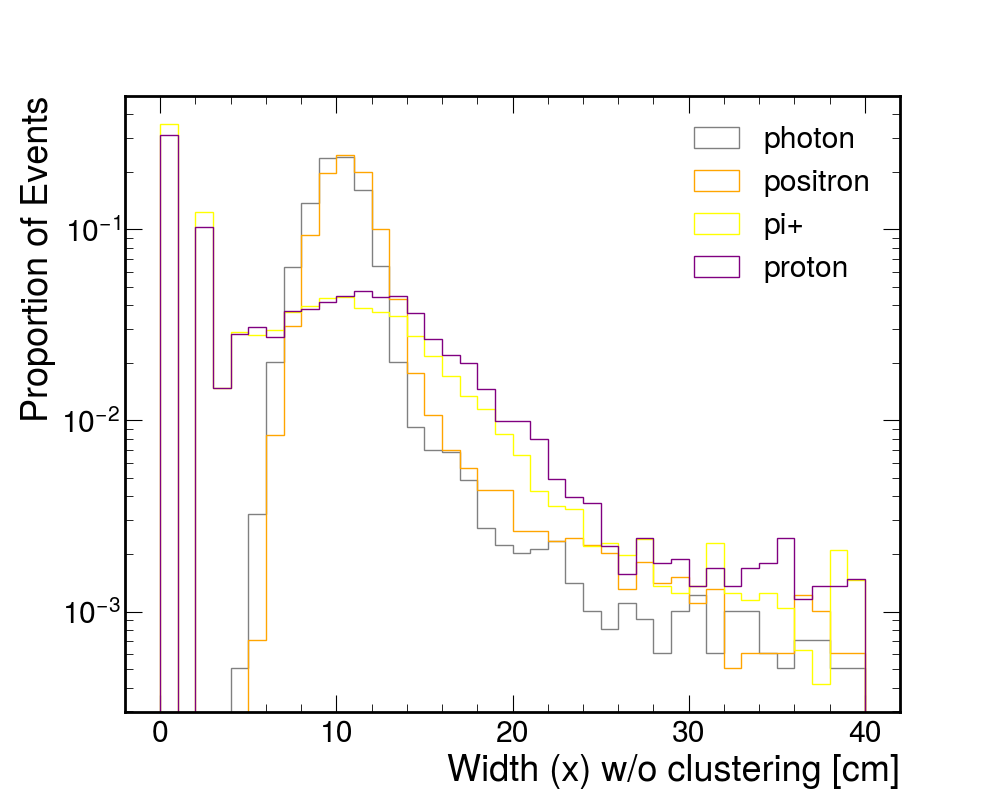 Proportion of Events
10⁻¹
10⁻²
10⁻³
photon
positron
pi+
proton
0 10 20 30 40
Width (x) w/o clustering [cm]